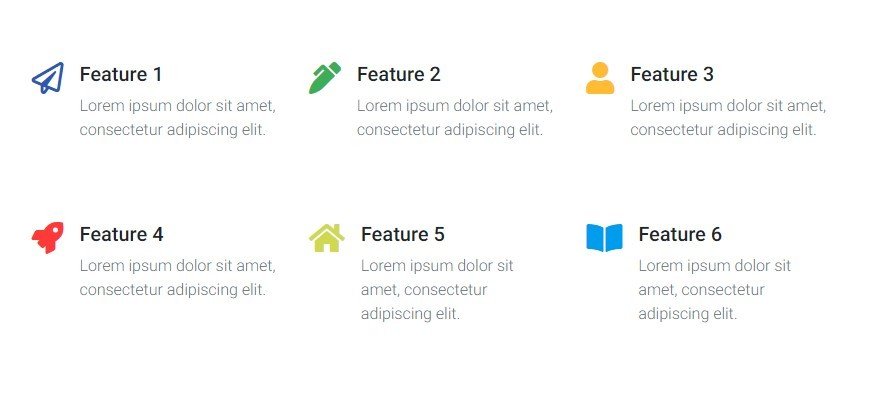 Feature 1
Lorem ipsum dolor sit amet,
consectetur adipiscing elit.
Feature 2
Lorem ipsum dolor sit amet,
consectetur adipiscing elit.
Feature 3
Lorem ipsum dolor sit amet,
consectetur adipiscing elit.
Feature 4
Lorem ipsum dolor sit amet,
consectetur adipiscing elit.
Feature 5
Lorem ipsum dolor sit
amet, consectetur
adipiscing elit.
Feature 6
Lorem ipsum dolor sit
amet, consectetur
adipiscing elit.